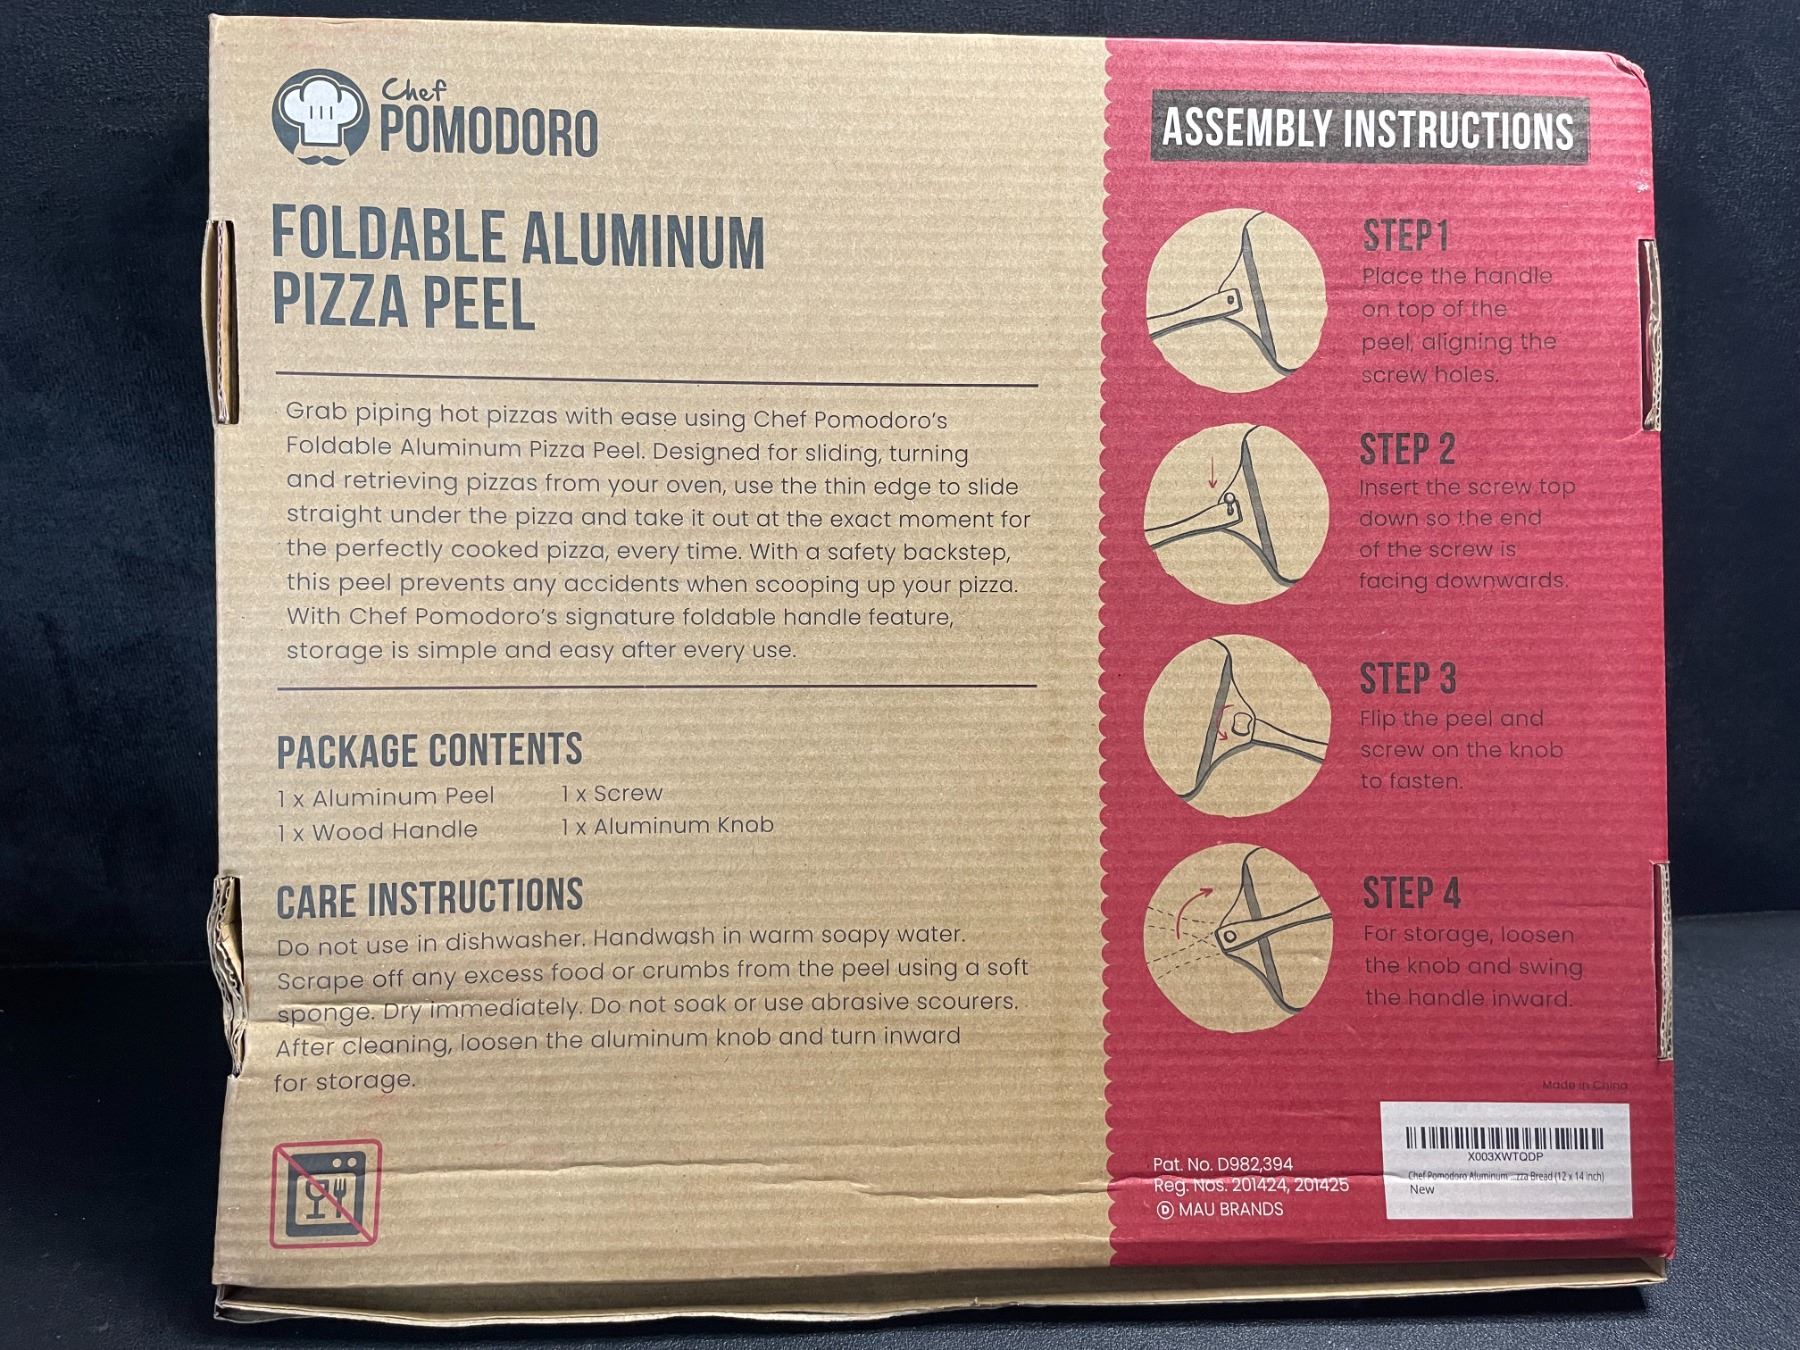 Chef
POMODORO
FOLDABLE ALUMINUM
PIZZA PEEL
Grab piping hot pizzas with ease using Chef Pomodoro's
Foldable Aluminum Pizza Peel. Designed for sliding, turning
and retrieving pizzas from your oven, use the thin edge to slide
straight under the pizza and take it out at the exact moment for
the perfectly cooked pizza, every time. With a safety backstep,
this peel prevents any accidents when scooping up your pizza.
With Chef Pomodoro's signature foldable handle feature,
storage is simple and easy after every use.
PACKAGE CONTENTS
1 x Aluminum Peel
1 x Wood Handle
1 x Screw
1 x Aluminum Knob
CARE INSTRUCTIONS
Do not use in dishwasher. Handwash in warm soapy water.
Scrape off any excess food or crumbs from the peel using a soft
sponge. Dry immediately. Do not soak or use abrasive scourers.
After cleaning, loosen the aluminum knob and turn inward
for storage.
ASSEMBLY INSTRUCTIONS
STEP1
Place the handle
on top of the
peel, aligning the
screw holes.
STEP 2
Insert the screw top
down so the end
of the screw is
facing downwards.
STEP 3
Flip the peel and
screw on the knob
to fasten.
STEP 4
For storage, loosen
the knob and swing
the handle inward.
Made in China
Pat. No. D982,394
Reg. Nos. 201424, 201425
Ⓓ MAU BRANDS
X003XWTQDP
Chef Pomodoro Aluminum ...zza Bread (12 x 14 inch)
New